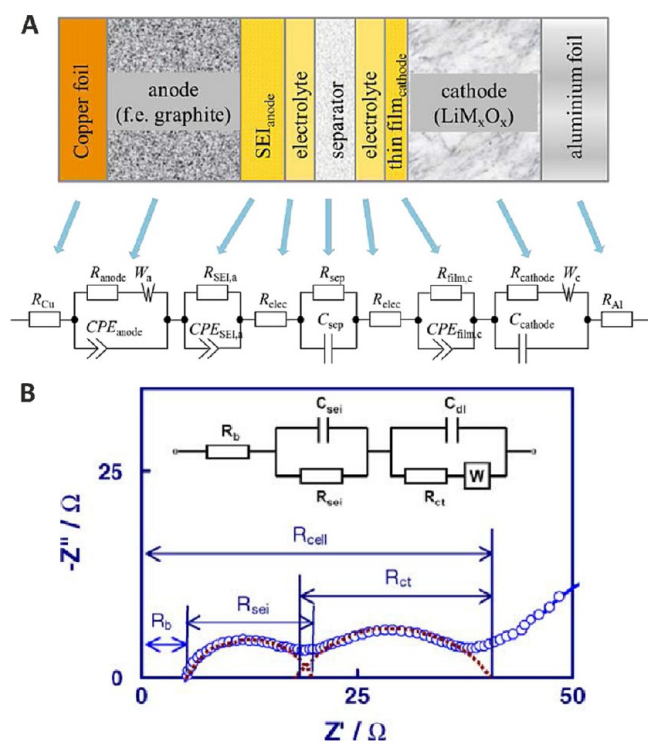 A
Copper foil
anode
(f.e. graphite)
SEIanode
electrolyte
separator
electrolyte
thin filmcathode
cathode
(LiMxOx)
aluminium foil
RCu
Ranode
Wa
CPEanode
RSEI,a
CPESEI,a
Relec
Rsep
Csep
Relec
Rfilm,c
CPEfilm,c
Rcathode
Wc
Ccathode
RAl
B
-Z" / Ω
25
0
Rb
Csei
Rsei
Cdl
Rct
W
Rcell
Rct
Rsei
Rb
0
25
50
Z' / Ω